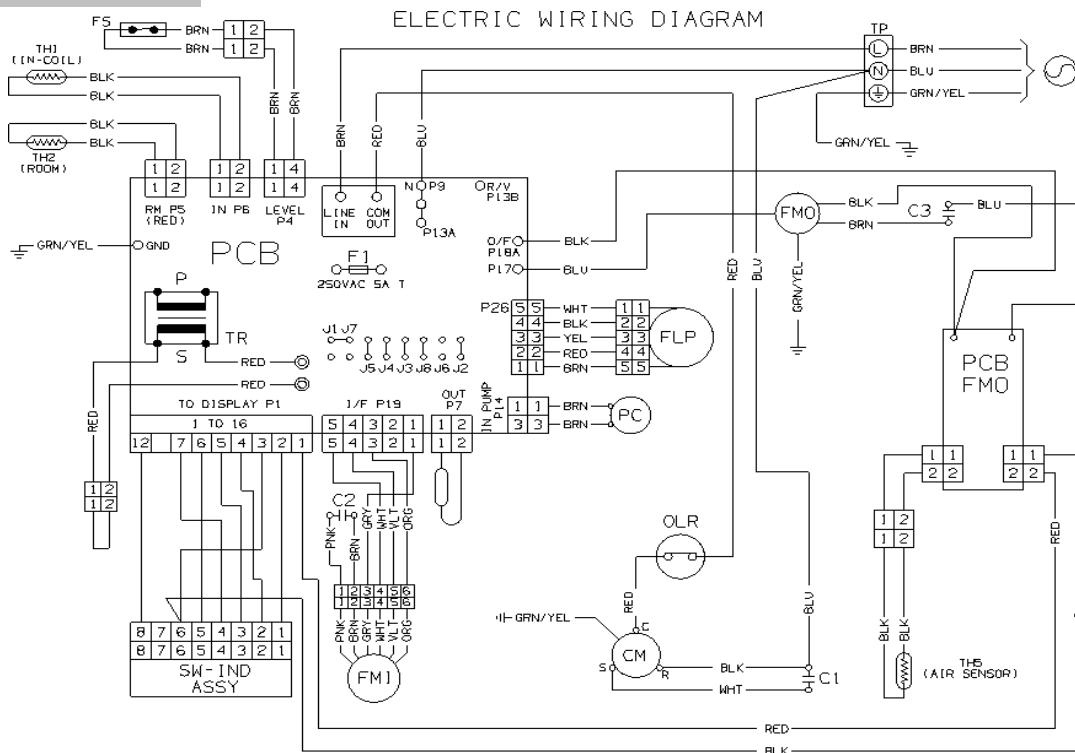 ELECTRIC WIRING DIAGRAM
FS
BRN
1 2
BRN
1 2
TH1
(IN-COIL)
BLK
BLK
BLK
BLK
TH2
(ROOM)
BRN
BRN
BRN
RED
BLU
TP
L
BRN
N
BLU
GRN/YEL
GRN/YEL
1 2
1 2
1 4
1 2
1 2
1 4
RM P5
(RED)
IN P6
LEVEL
P4
LINE
IN
COM
OUT
N
P9
P13A
R/V
P13B
GRN/YEL
GND
PCB
F1
250VAC 5A T
O/F
P18A
BLK
P17
BLU
FMO
BLK
BRN
C3
BLU
GRN/YEL
RED
BLU
P
S
TR
RED
RED
RED
J1 J7
J5 J4 J3 J8 J6 J2
P26
5 5 WHT 1 1
4 4 BLK 2 2
3 3 YEL 3 3
2 2 RED 4 4
1 1 BRN 5 5
FLP
PCB
FMO
TO DISPLAY P1
1 TO 16
12 7 6 5 4 3 2 1
I/F P19
5 4 3 2 1
5 4 3 2 1
OUT
P7
1 2
1 2
IN PUMP
P14
1 1 BRN
3 3 BRN
PC
1 1
2 2
1 1
2 2
1 2
1 2
C2
PNK
BRN
GRY
WHT
VLT
ORG
1 2 3 4 5 6
1 2 3 4 5 6
PNK
BRN
GRY
WHT
VLT
ORG
FM1
8 7 6 5 4 3 2 1
8 7 6 5 4 3 2 1
SW-IND
ASSY
OLR
RED
GRN/YEL
C
CM
S
R
BLK
WHT
BLU
C1
1 2
1 2
BLK
BLK
TH5
(AIR SENSOR)
RED
RED
BLK